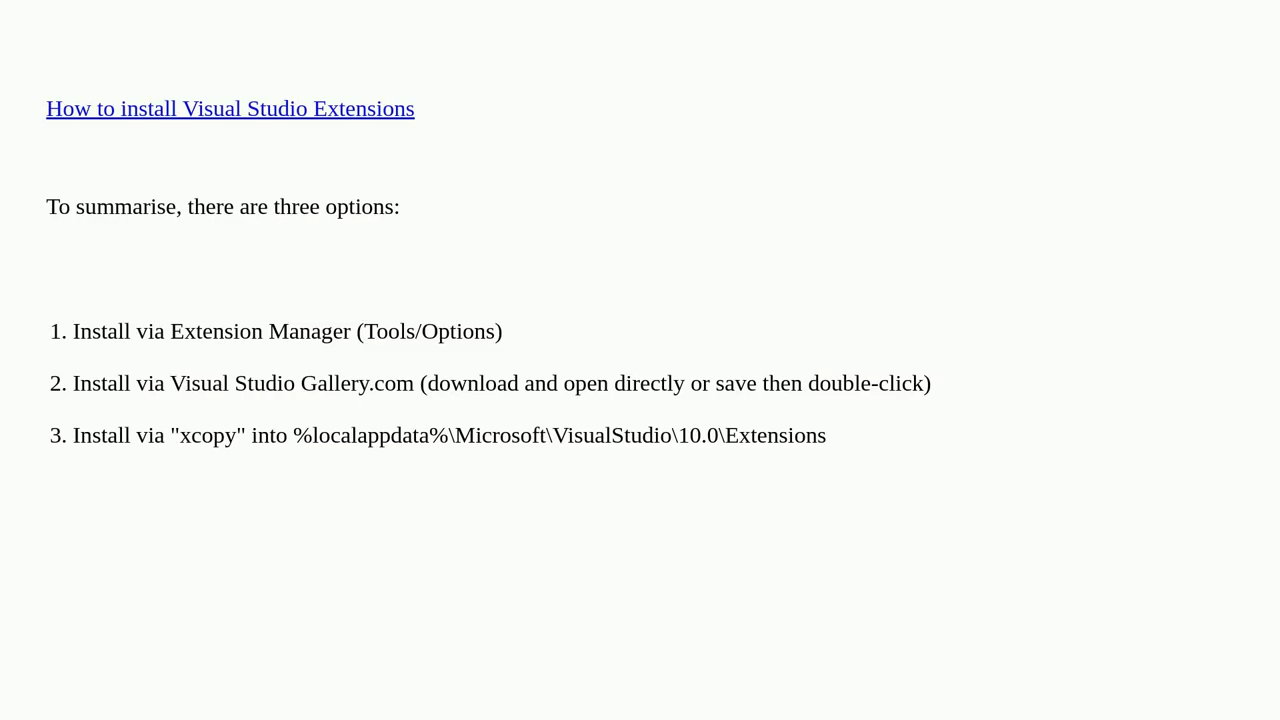 How to install Visual Studio Extensions
To summarise, there are three options:
1. Install via Extension Manager (Tools/Options)
2. Install via Visual Studio Gallery.com (download and open directly or save then double-click)
3. Install via "xcopy" into %localappdata%\Microsoft\VisualStudio\10.0\Extensions